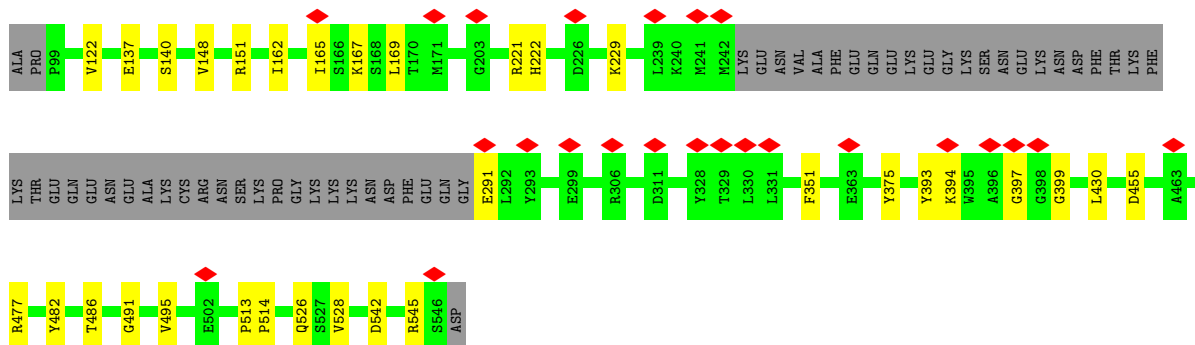 ALA PRO P99 V122 E137 S140 V148 R151 I162 I165 S166 K167 S168 L169 T170 M171 G203 R221 H222 D226 K229 L239 K240 M241 M242 LYS GLU ASN VAL ALA PHE GLU GLN GLU LYS GLU GLY LYS SER ASN GLU LYS ASN ASP PHE THR LYS PHE
LYS THR GLU GLN GLU ASN GLU ALA LYS CYS ARG ASN SER LYS PRO GLY LYS LYS LYS ASN ASP PHE GLU GLN GLY E291 L292 Y293 E299 R306 D311 Y328 T329 L330 L331 F351 E363 Y375 Y393 K394 W395 A396 G397 G398 G399 L430 D455 A463
R477 Y482 T486 G491 V495 E502 P513 P514 Q526 S527 V528 D542 R545 S546 ASP